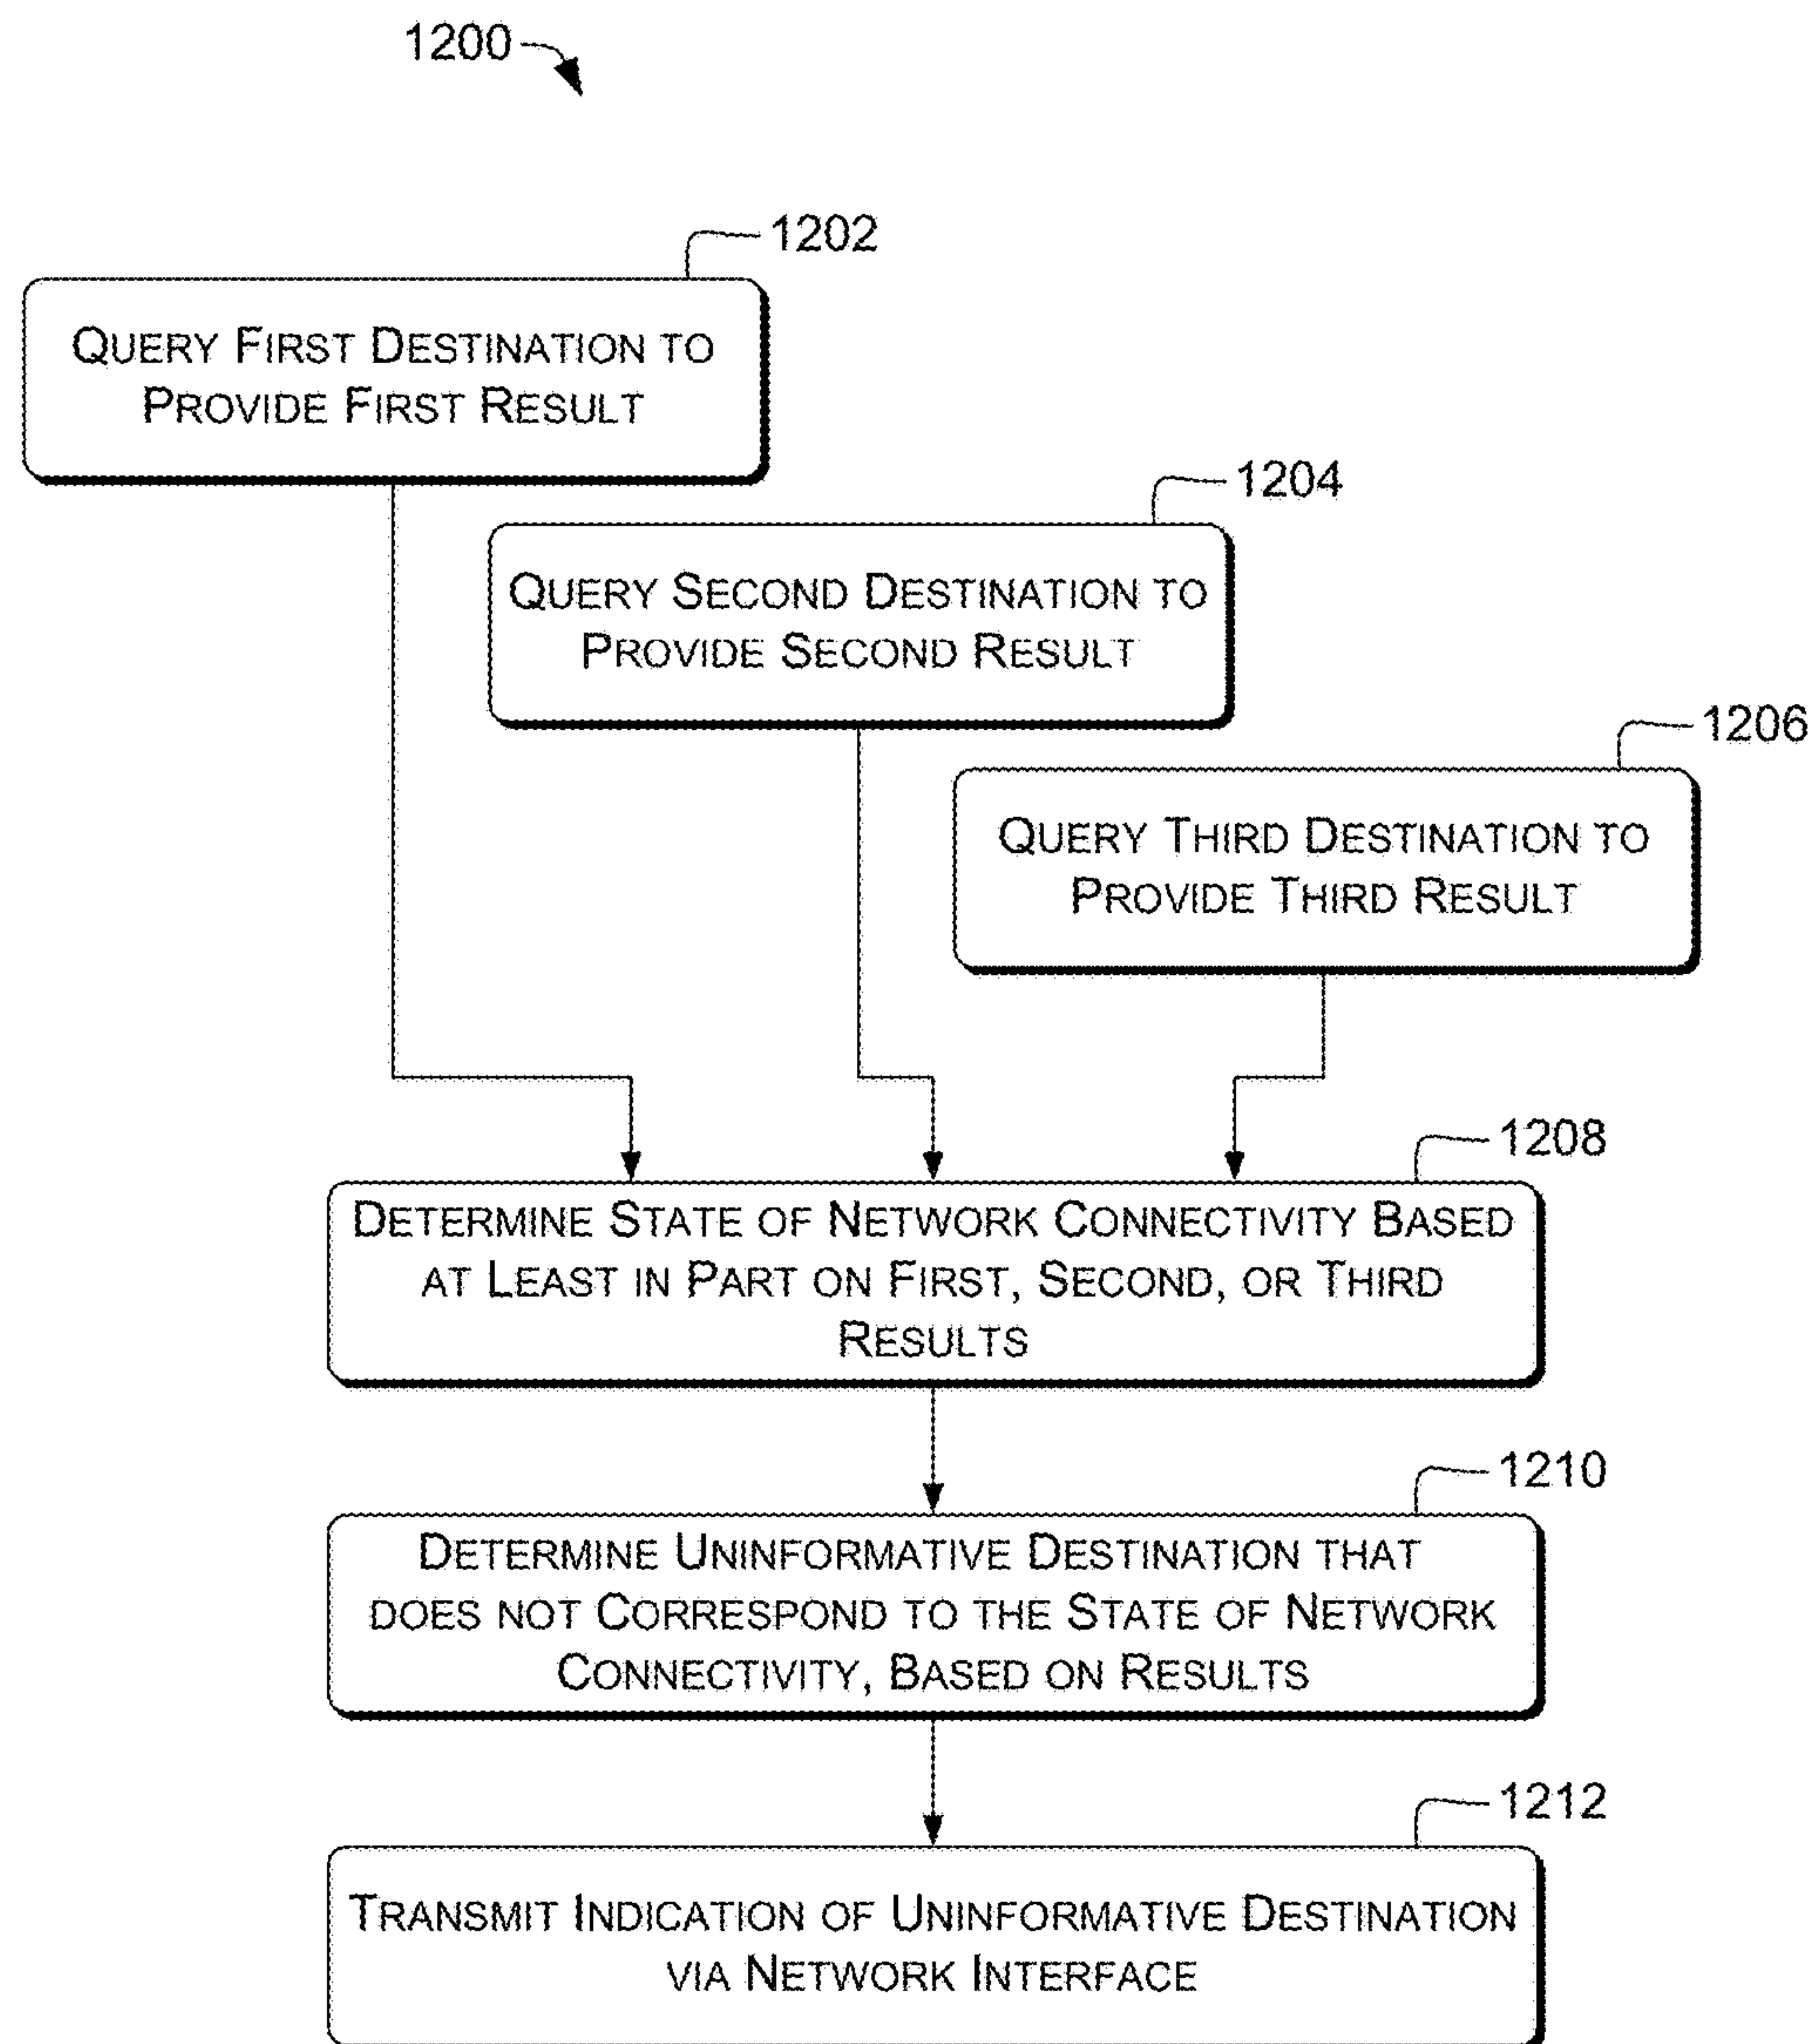 1200
1202
QUERY FIRST DESTINATION TO
PROVIDE FIRST RESULT
1204
QUERY SECOND DESTINATION TO
PROVIDE SECOND RESULT
1206
QUERY THIRD DESTINATION TO
PROVIDE THIRD RESULT
1208
DETERMINE STATE OF NETWORK CONNECTIVITY BASED
AT LEAST IN PART ON FIRST, SECOND, OR THIRD
RESULTS
1210
DETERMINE UNINFORMATIVE DESTINATION THAT
DOES NOT CORRESPOND TO THE STATE OF NETWORK
CONNECTIVITY, BASED ON RESULTS
1212
TRANSMIT INDICATION OF UNINFORMATIVE DESTINATION
VIA NETWORK INTERFACE